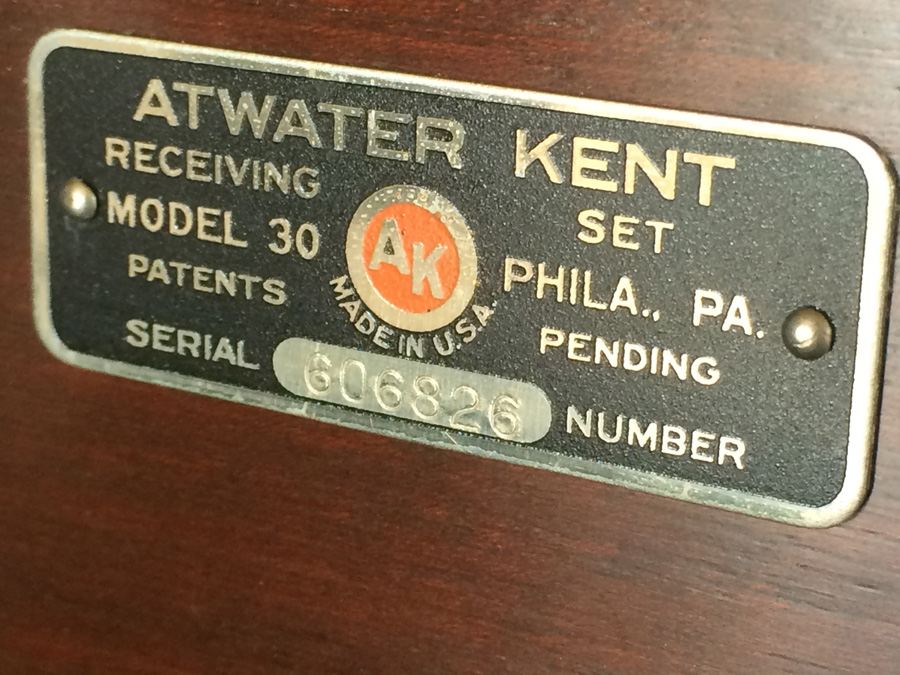 ATWATER KENT
RECEIVING SET
MODEL 30 PHILA., PA.
PATENTS PENDING
AK
MADE IN U.S.A.
SERIAL 606826 NUMBER